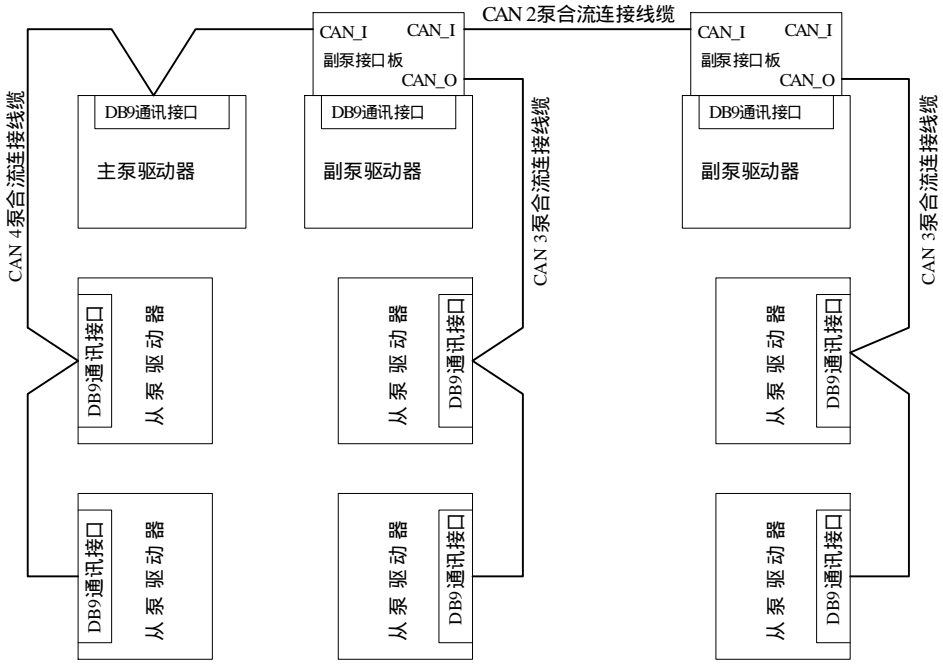 CAN 2泵合流连接线缆
CAN_I
CAN_I
副泵接口板
CAN_O
CAN_I
CAN_I
副泵接口板
CAN_O
DB9通讯接口
主泵驱动器
DB9通讯接口
副泵驱动器
DB9通讯接口
副泵驱动器
CAN 4泵合流连接线缆
CAN 3泵合流连接线缆
CAN 3泵合流连接线缆
DB9通讯接口
从泵驱动器
从泵驱动器
DB9通讯接口
从泵驱动器
DB9通讯接口
DB9通讯接口
从泵驱动器
从泵驱动器
DB9通讯接口
从泵驱动器
DB9通讯接口